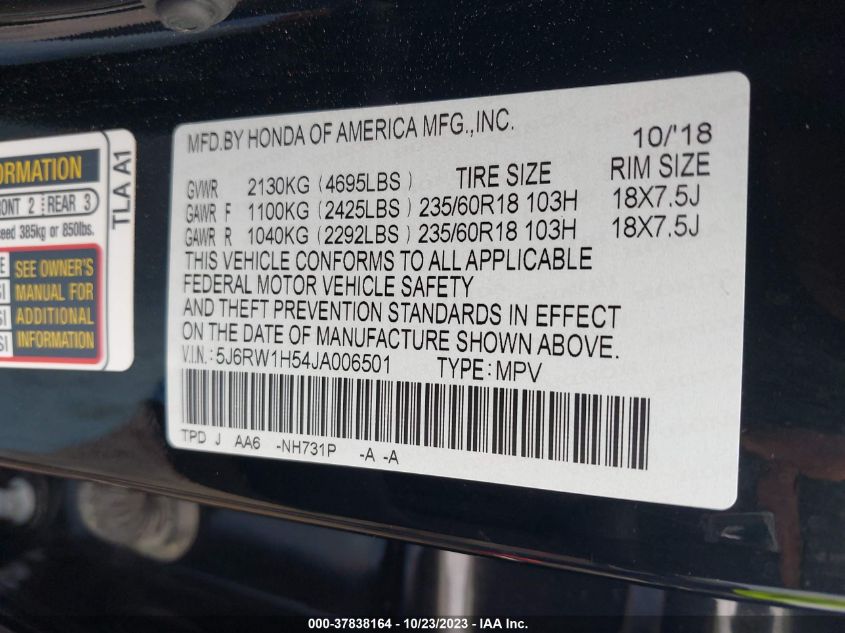 ORMATION
ONT 2 REAR 3
ceed 385kg or 850lbs.
SEE OWNER'S
MANUAL FOR
ADDITIONAL
INFORMATION
TLA A1
MFD.BY HONDA OF AMERICA MFG.,INC.
10/'18
GVWR 2130KG (4695LBS) TIRE SIZE RIM SIZE
GAWR F 1100KG (2425LBS) 235/60R18 103H 18X7.5J
GAWR R 1040KG (2292LBS) 235/60R18 103H 18X7.5J
THIS VEHICLE CONFORMS TO ALL APPLICABLE
FEDERAL MOTOR VEHICLE SAFETY
AND THEFT PREVENTION STANDARDS IN EFFECT
ON THE DATE OF MANUFACTURE SHOWN ABOVE.
V.I.N.:5J6RW1H54JA006501 TYPE:MPV
TPD J AA6 -NH731P -A -A
000-37838164 - 10/23/2023 - IAA Inc.